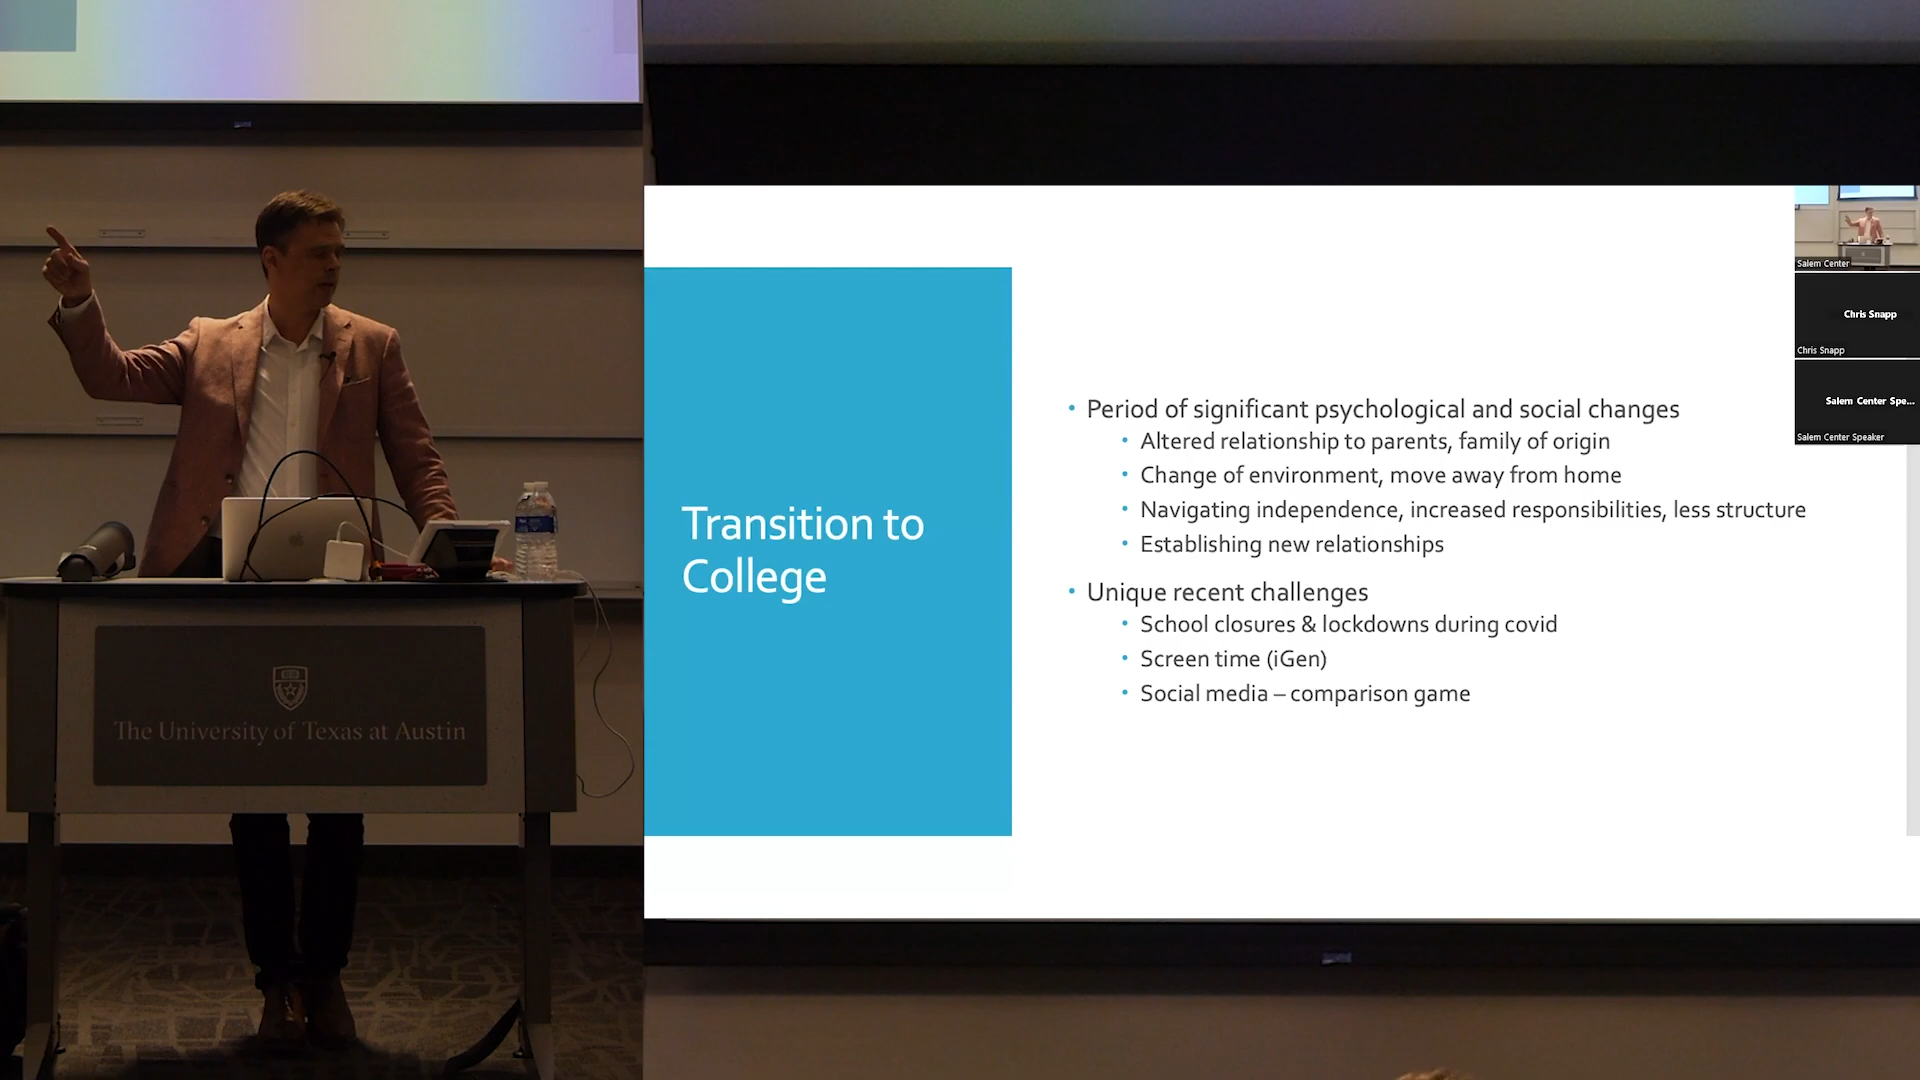 The University of Texas at Austin
Transition to
College
• Period of significant psychological and social changes
• Altered relationship to parents, family of origin
• Change of environment, move away from home
• Navigating independence, increased responsibilities, less structure
• Establishing new relationships
• Unique recent challenges
• School closures & lockdowns during covid
• Screen time (iGen)
• Social media – comparison game
Salem Center
Chris Snapp
Chris Snapp
Salem Center Spe...
Salem Center Speaker